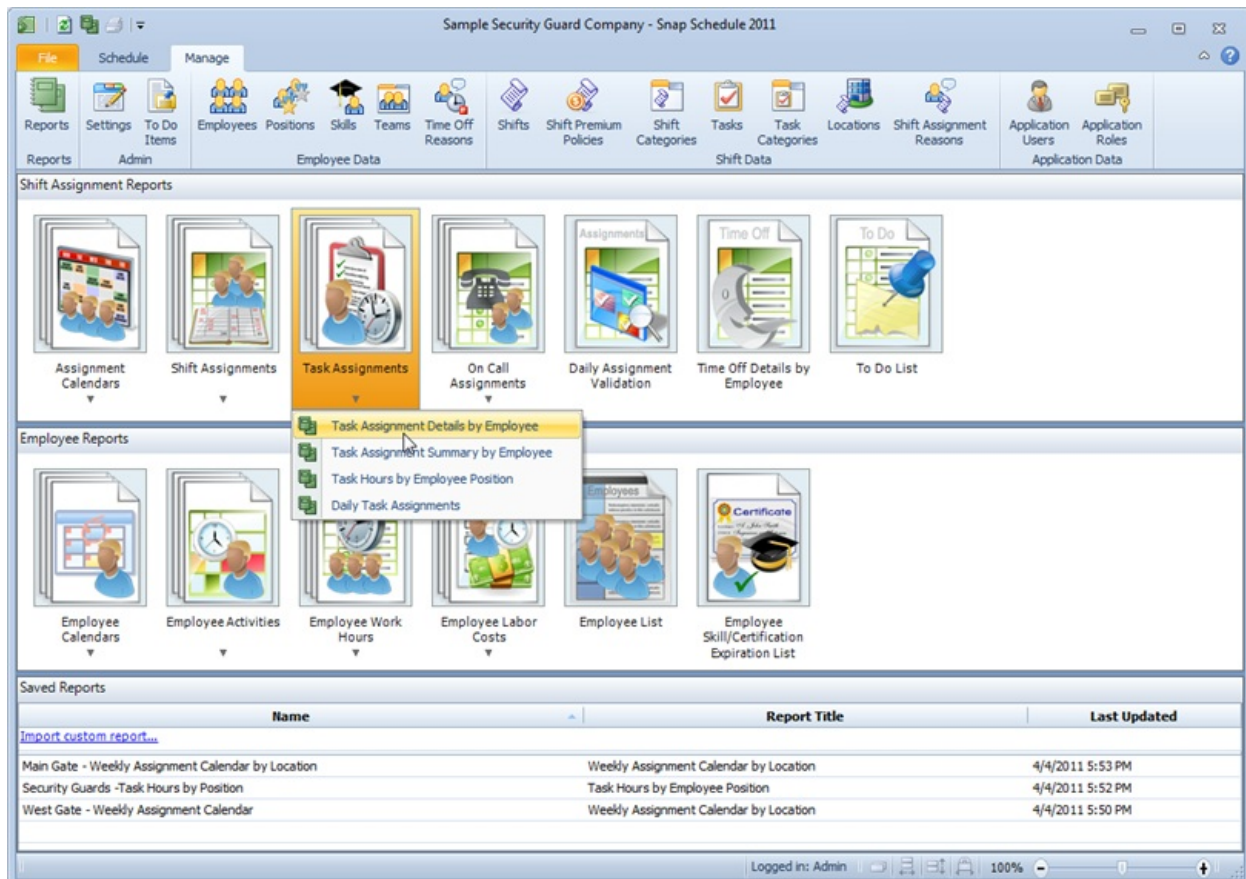 Sample Security Guard Company - Snap Schedule 2011
File Schedule Manage
Reports Settings To Do Items Employees Positions Skills Teams Time Off Reasons Shifts Shift Premium Policies Shift Categories Tasks Task Categories Locations Shift Assignment Reasons Application Users Application Roles
Reports Admin Employee Data Shift Data Application Data
Shift Assignment Reports
Assignments Time Off To Do
Assignment Calendars Shift Assignments Task Assignments On Call Assignments Daily Assignment Validation Time Off Details by Employee To Do List
Task Assignment Details by Employee
Task Assignment Summary by Employee
Task Hours by Employee Position
Daily Task Assignments
Employee Reports
Employees Certificate
Employee Calendars Employee Activities Employee Work Hours Employee Labor Costs Employee List Employee Skill/Certification Expiration List
Saved Reports
Name Report Title Last Updated
Import custom report...
Main Gate - Weekly Assignment Calendar by Location Weekly Assignment Calendar by Location 4/4/2011 5:53 PM
Security Guards -Task Hours by Position Task Hours by Employee Position 4/4/2011 5:52 PM
West Gate - Weekly Assignment Calendar Weekly Assignment Calendar by Location 4/4/2011 5:50 PM
Logged in: Admin 100%